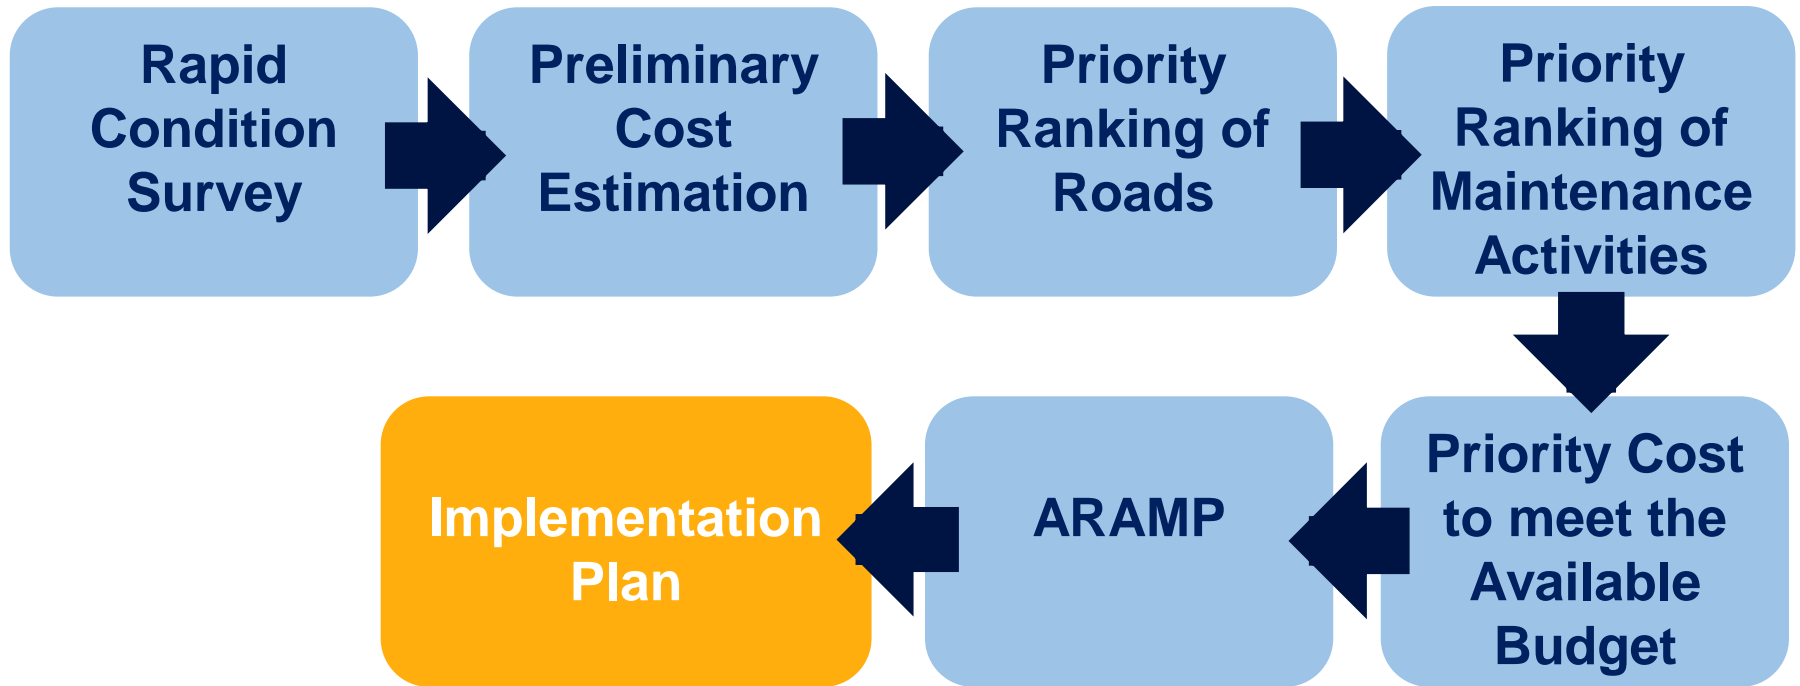 Rapid
Condition
Survey
Preliminary
Cost
Estimation
Priority
Ranking of
Roads
Priority
Ranking of
Maintenance
Activities
Priority Cost
to meet the
Available
Budget
ARAMP
Implementation
Plan